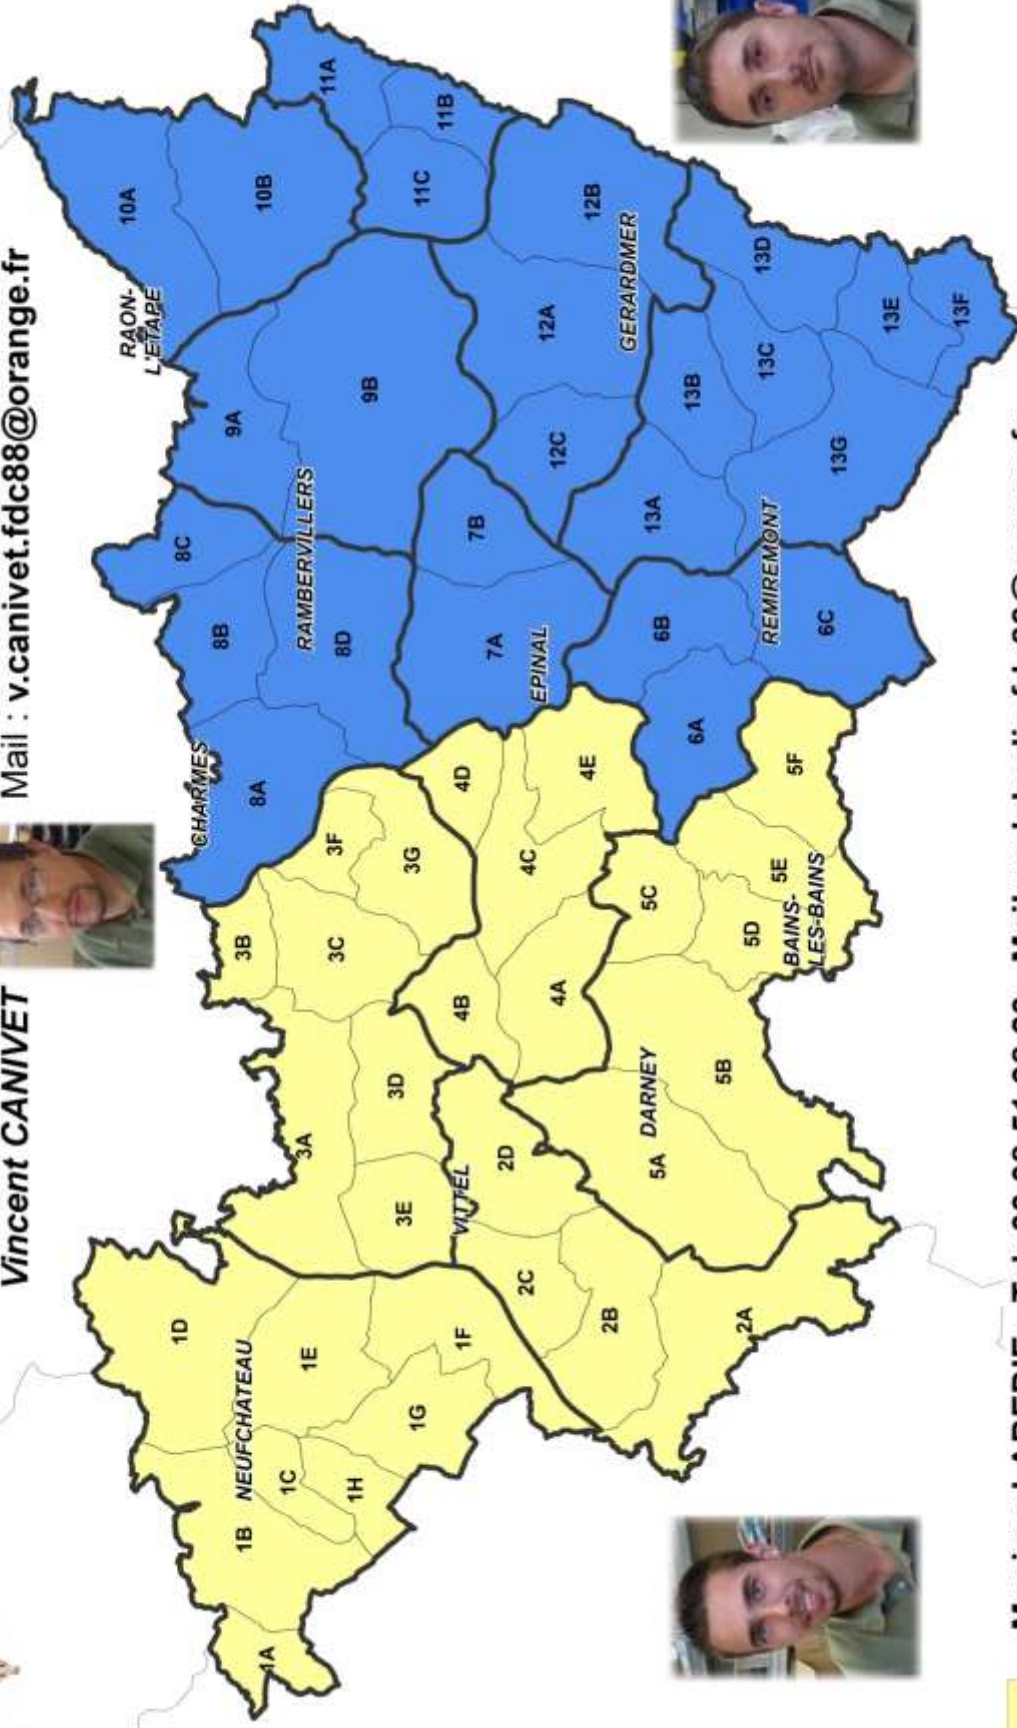 Vincent CANIVET
Mail : v.canivet.fdc88@orange.fr
10A
RAON-
L'ETAPE
1D
8C
CHARMES
8B
9A
1B
NEUFCHATEAU
3B
8A
10B
1A
1C
1E
3A
RAMBERVILLERS
11A
3C
3F
8D
1H
9B
3D
3E
1G
3G
11C
11B
1F
VITTEL
4B
4D
7B
2D
7A
2C
4C
EPINAL
12A
4A
12C
4E
12B
2B
GERARDMER
5A
DARNEY
5C
6B
13A
13B
6A
5B
2A
5D
REMIREMONT
13C
13D
5E
BAINS-
LES-BAINS
5F
6C
13G
13E
13F